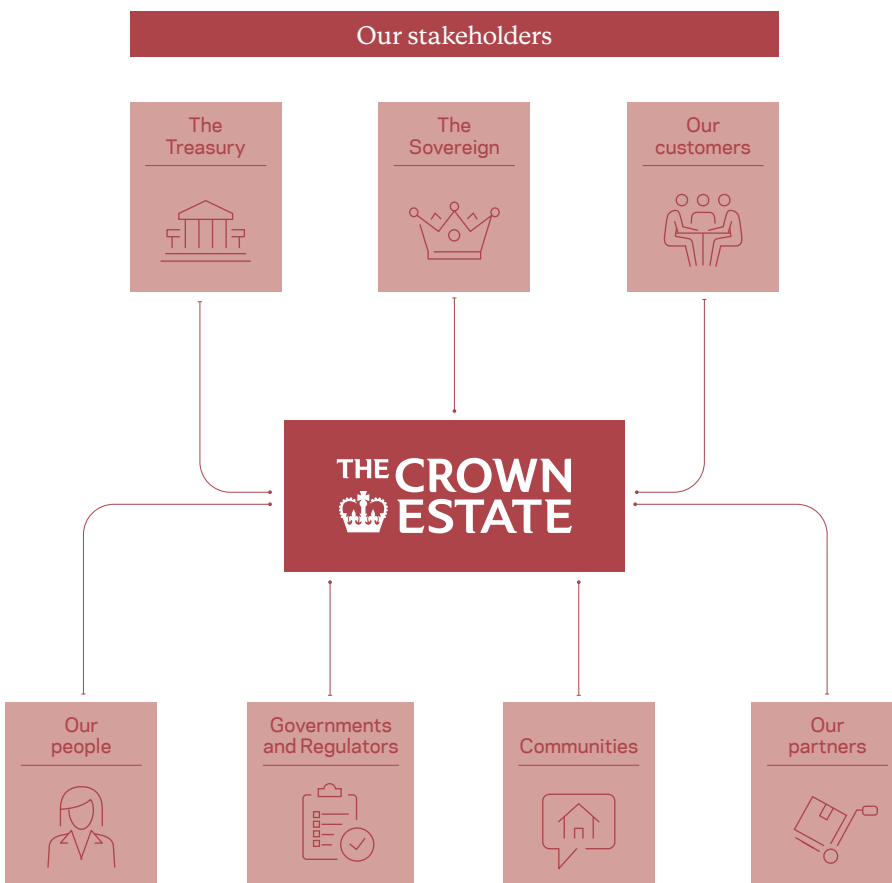 Our stakeholders
The
Treasury
The
Sovereign
Our
customers
THE CROWN
ESTATE
Our
people
Governments
and Regulators
Communities
Our
partners